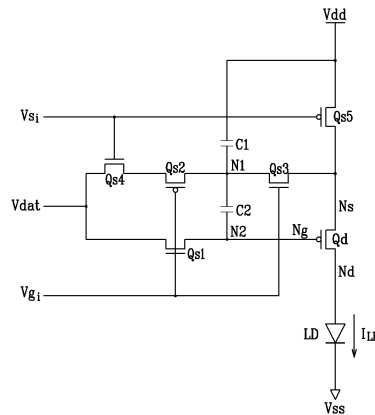 Vdd
Vsi
Qs5
C1
Qs2
N1
Qs3
Qs4
Vdat
C2
Ns
N2
Ng
Qd
Qs1
Nd
Vgi
LD
ILD
Vss